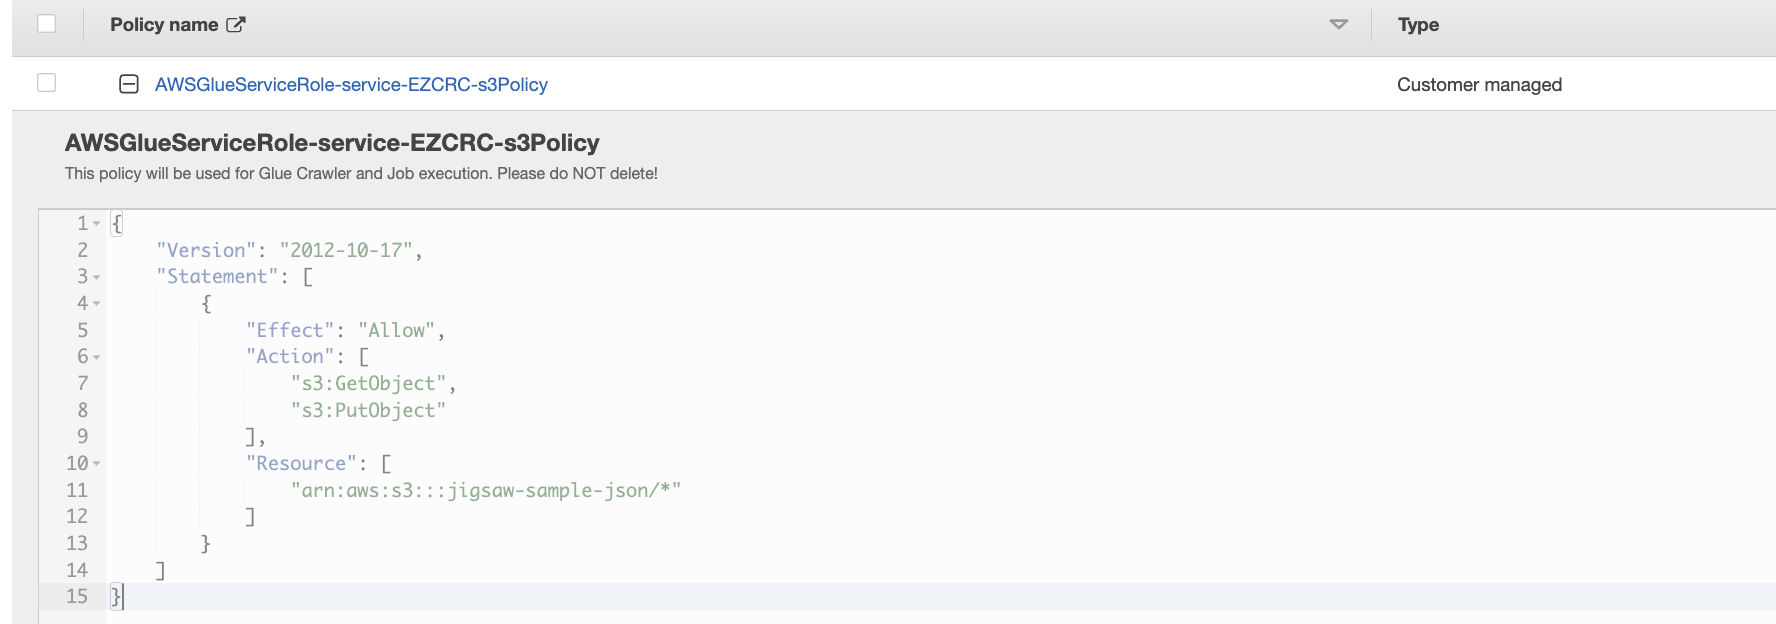 Policy name Type
AWSGlueServiceRole-service-EZCRC-s3Policy Customer managed
AWSGlueServiceRole-service-EZCRC-s3Policy
This policy will be used for Glue Crawler and Job execution. Please do NOT delete!
1 {
2     "Version": "2012-10-17",
3     "Statement": [
4         {
5             "Effect": "Allow",
6             "Action": [
7                 "s3:GetObject",
8                 "s3:PutObject"
9             ],
10             "Resource": [
11                 "arn:aws:s3:::jigsaw-sample-json/*"
12             ]
13         }
14     ]
15 }